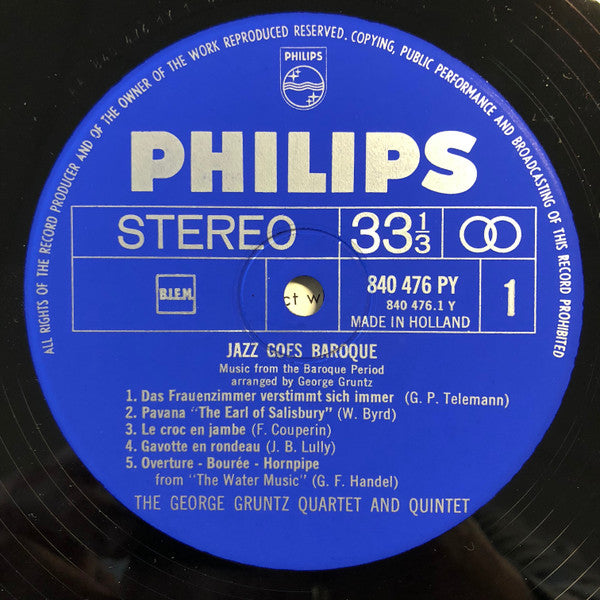 ALL RIGHTS OF THE RECORD PRODUCER AND OF THE OWNER OF THE WORK REPRODUCED RESERVED. COPYING, PUBLIC PERFORMANCE AND BROADCASTING OF THIS RECORD PROHIBITED
PHILIPS
PHILIPS
STEREO
33⅓
B.I.E.M.
ct w
840 476 PY
840 476.1 Y
MADE IN HOLLAND
1
JAZZ GOES BAROQUE
Music from the Baroque Period
arranged by George Gruntz
1. Das Frauenzimmer verstimmt sich immer (G. P. Telemann)
2. Pavana "The Earl of Salisbury" (W. Byrd)
3. Le croc en jambe (F. Couperin)
4. Gavotte en rondeau (J. B. Lully)
5. Overture - Bourée - Hornpipe
from "The Water Music" (G. F. Handel)
THE GEORGE GRUNTZ QUARTET AND QUINTET